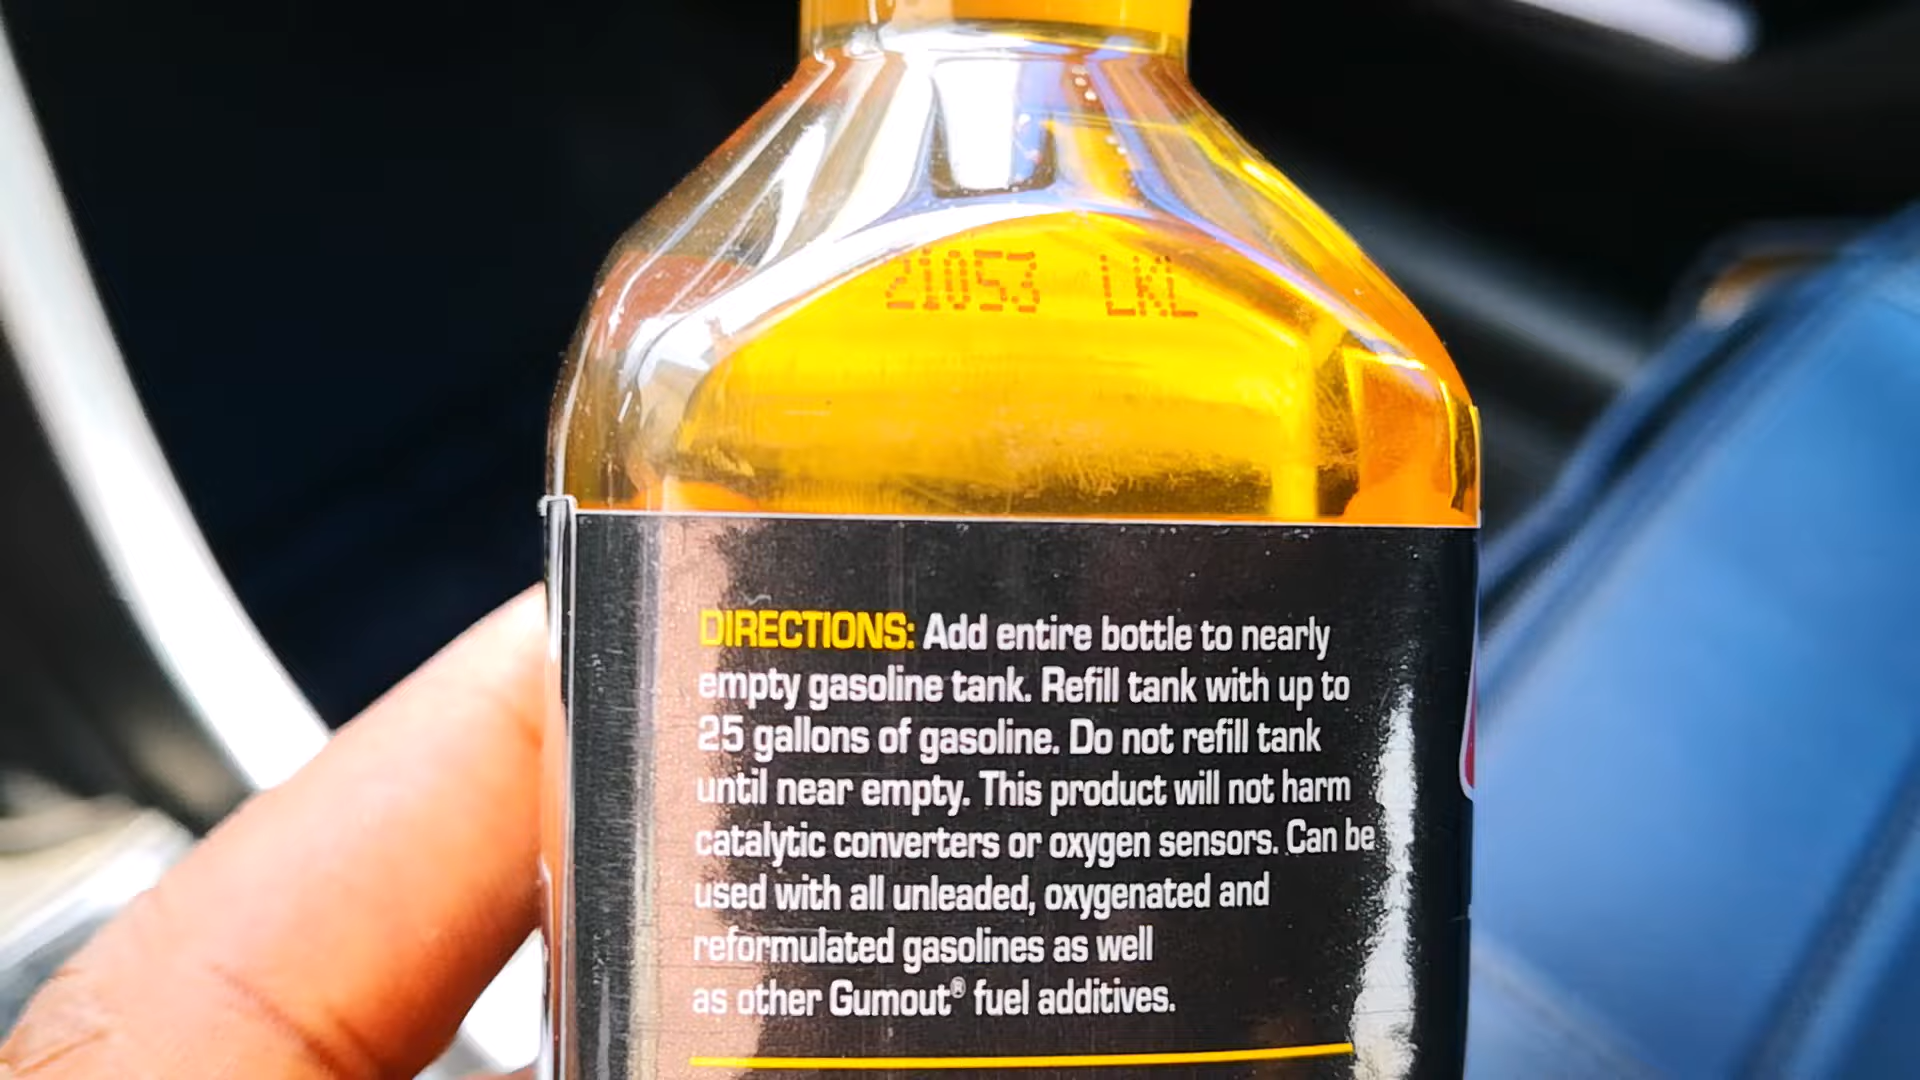 21053 LKL
DIRECTIONS: Add entire bottle to nearly
empty gasoline tank. Refill tank with up to
25 gallons of gasoline. Do not refill tank
until near empty. This product will not harm
catalytic converters or oxygen sensors. Can be
used with all unleaded, oxygenated and
reformulated gasolines as well
as other Gumout® fuel additives.